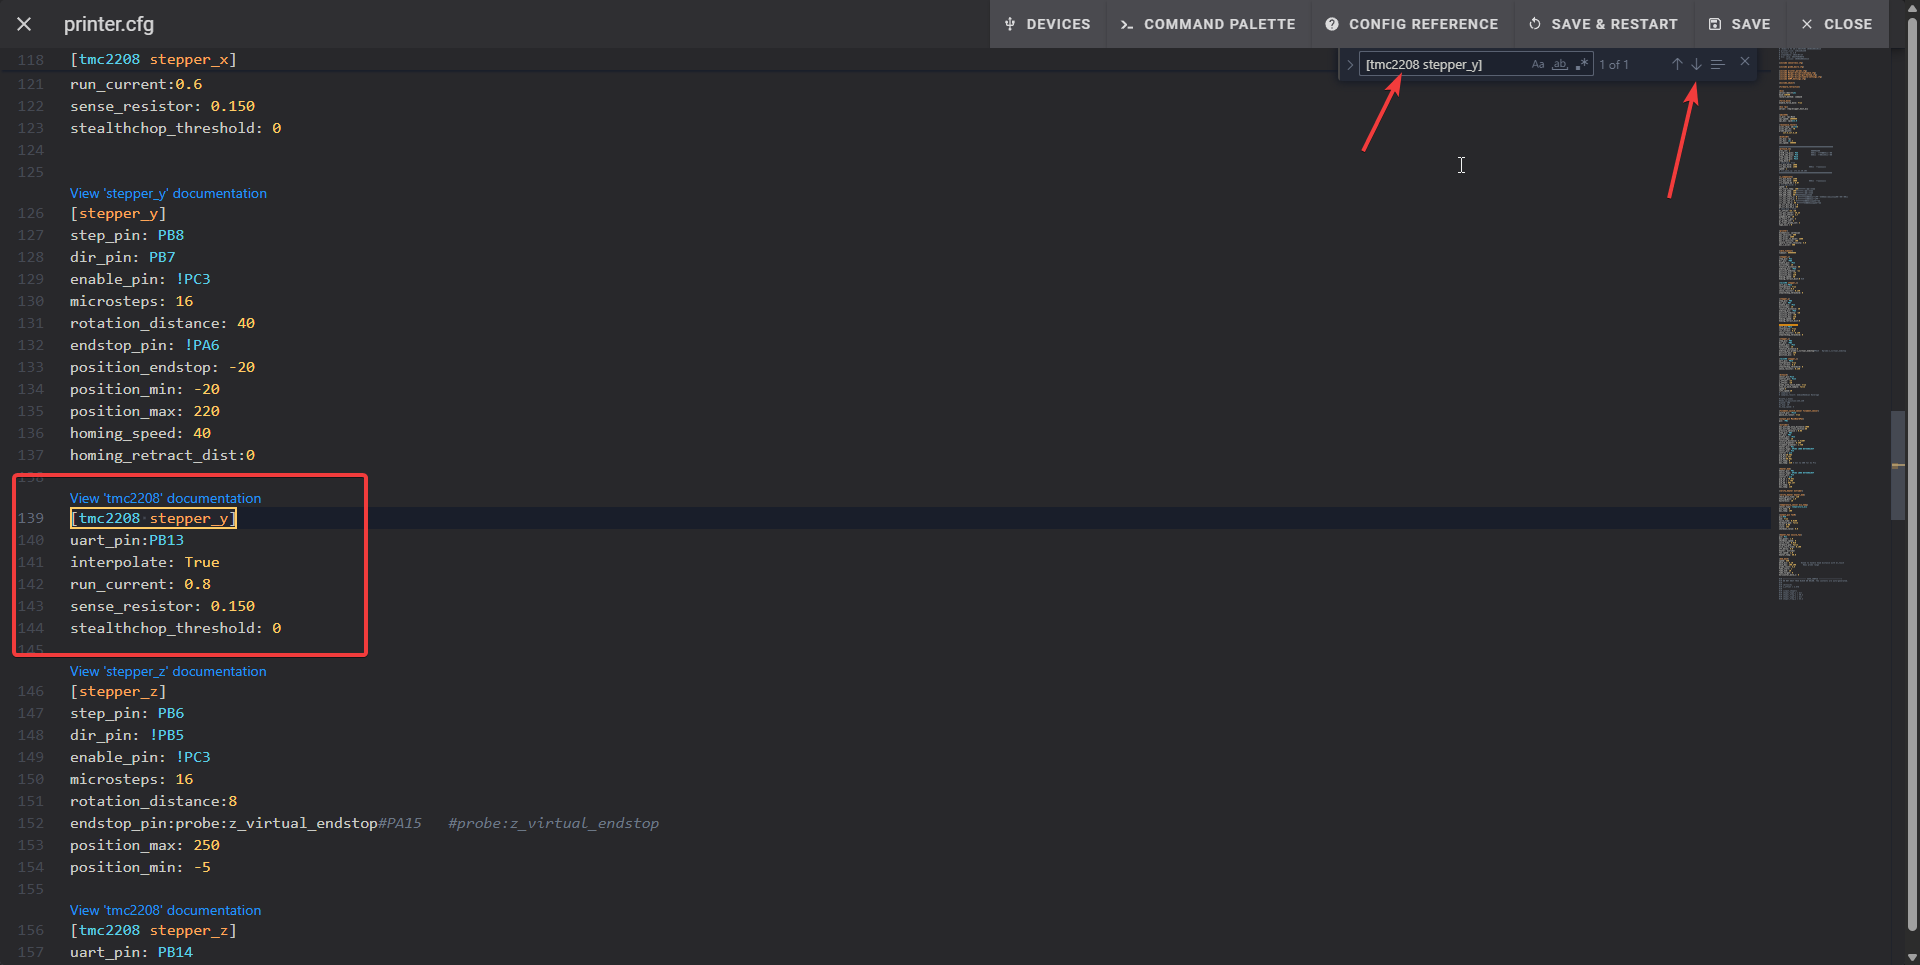 printer.cfg
DEVICES
COMMAND PALETTE
CONFIG REFERENCE
SAVE & RESTART
SAVE
CLOSE
[tmc2208 stepper_y]
Aa
ab
.*
1 of 1
118 [tmc2208 stepper_x]
121 run_current:0.6
122 sense_resistor: 0.150
123 stealthchop_threshold: 0
124
125
View 'stepper_y' documentation
126 [stepper_y]
127 step_pin: PB8
128 dir_pin: PB7
129 enable_pin: !PC3
130 microsteps: 16
131 rotation_distance: 40
132 endstop_pin: !PA6
133 position_endstop: -20
134 position_min: -20
135 position_max: 220
136 homing_speed: 40
137 homing_retract_dist:0
138
View 'tmc2208' documentation
139 [tmc2208 stepper_y]
140 uart_pin:PB13
141 interpolate: True
142 run_current: 0.8
143 sense_resistor: 0.150
144 stealthchop_threshold: 0
145
View 'stepper_z' documentation
146 [stepper_z]
147 step_pin: PB6
148 dir_pin: !PB5
149 enable_pin: !PC3
150 microsteps: 16
151 rotation_distance:8
152 endstop_pin:probe:z_virtual_endstop#PA15   #probe:z_virtual_endstop
153 position_max: 250
154 position_min: -5
155
View 'tmc2208' documentation
156 [tmc2208 stepper_z]
157 uart_pin: PB14